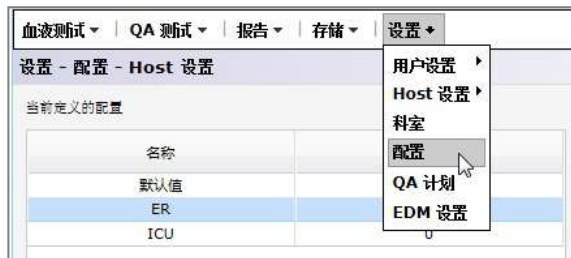 血液测试 QA 测试 报告 存储 设置
设置 - 配置 - Host 设置
用户设置
Host 设置
科室
配置
QA 计划
EDM 设置
当前定义的配置
名称
默认值
ER
ICU 0